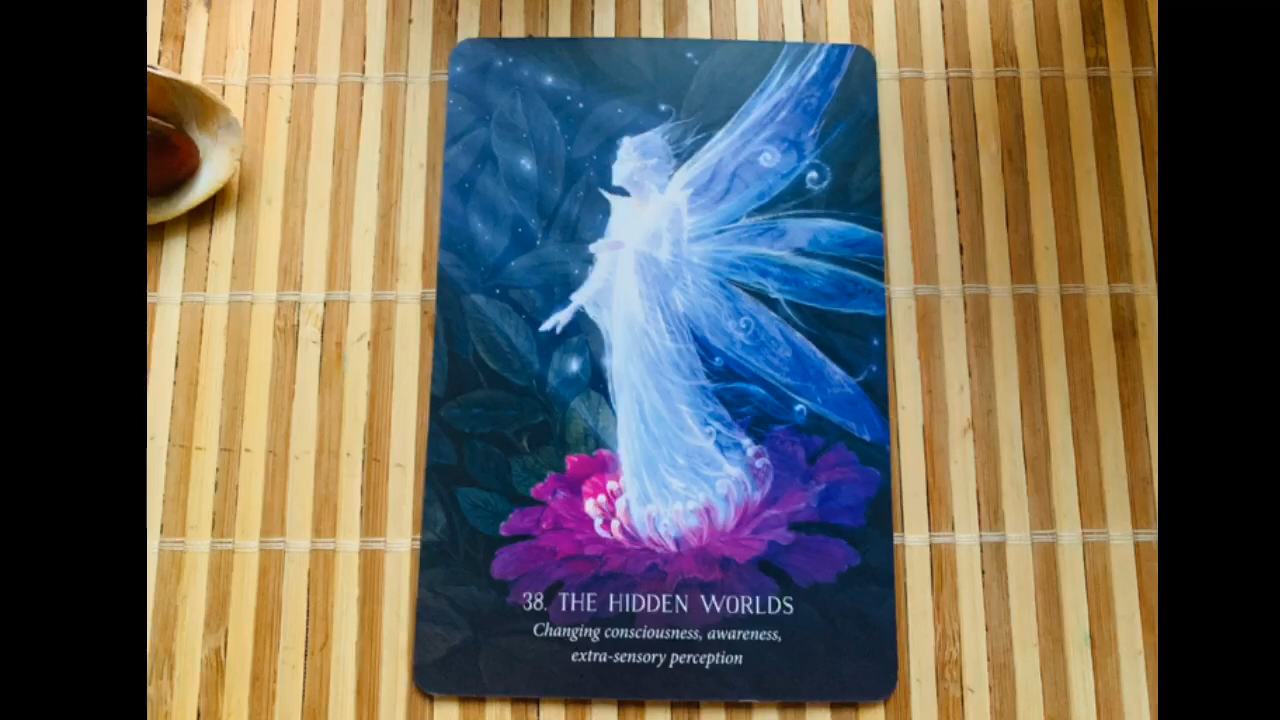 38. THE HIDDEN WORLDS
Changing consciousness, awareness,
extra-sensory perception